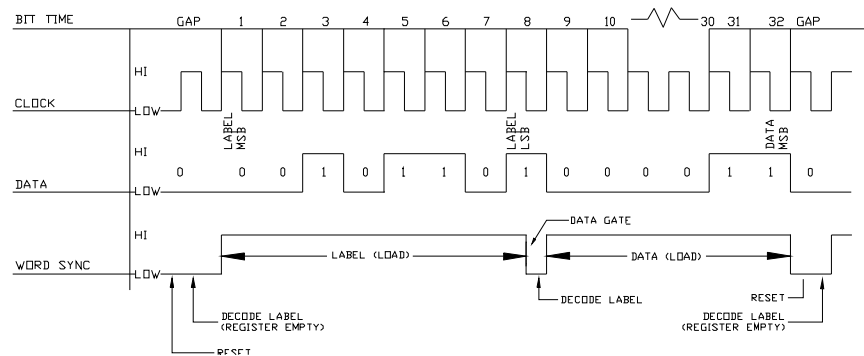 BIT TIME GAP 1 2 3 4 5 6 7 8 9 10 30 31 32 GAP
HI
CLOCK
LOW
LABEL MSB
LABEL LSB
DATA MSB
HI
DATA
LOW
0 0 0 1 0 1 1 0 1 0 0 0 0 1 1 0
HI
DATA GATE
LABEL (LOAD)
DATA (LOAD)
WORD SYNC
LOW
DECODE LABEL
RESET
DECODE LABEL
(REGISTER EMPTY)
DECODE LABEL
(REGISTER EMPTY)
RESET